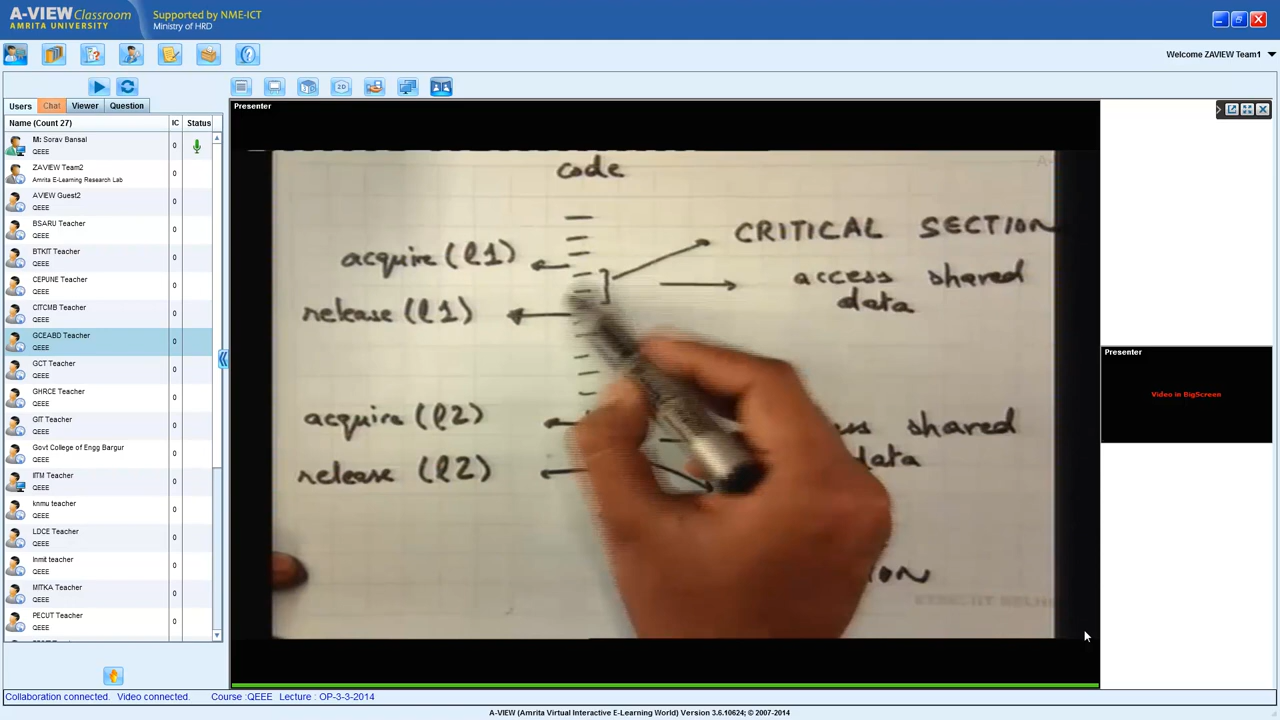 A-VIEW Classroom
AMRITA UNIVERSITY
Supported by NME-ICT
Ministry of HRD
Welcome ZAVIEW Team1
Users Chat Viewer Question
Name (Count 27) IC Status
M: Sorav Bansal
QEEE 0
ZAVIEW Team2
Amrita E-Learning Research Lab 0
AVIEW Guest2
QEEE 0
BSARU Teacher
QEEE 0
BTKIT Teacher
QEEE 0
CEPUNE Teacher
QEEE 0
CITCMB Teacher
QEEE 0
GCEABD Teacher
QEEE 0
GCT Teacher
QEEE 0
GHRCE Teacher
QEEE 0
GIT Teacher
QEEE 0
Govt College of Engg Bargur
QEEE 0
IITM Teacher
QEEE 0
knmu Teacher
QEEE 0
LDCE Teacher
QEEE 0
lnmit teacher
QEEE 0
MITKA Teacher
QEEE 0
PECUT Teacher
QEEE 0
2D
Presenter
code
acquire (l1)
release (l1)
acquire (l2)
release (l2)
CRITICAL SECTION
access shared
data
shared
data
Presenter
Video in BigScreen
Collaboration connected. Video connected. Course :QEEE Lecture : OP-3-3-2014
A-VIEW (Amrita Virtual Interactive E-Learning World) Version 3.6.10624; © 2007-2014